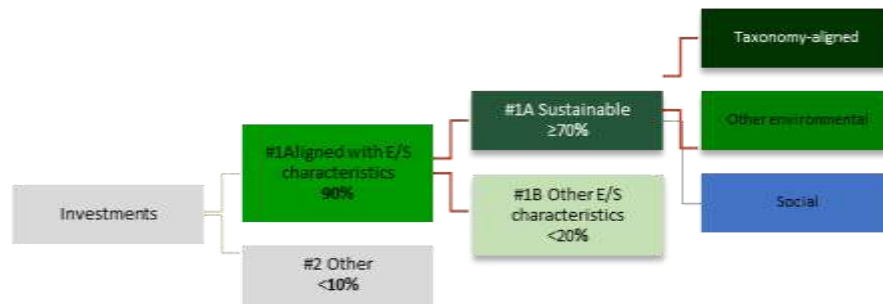 Taxonomy-aligned
#1A Sustainable
≥70%
#1Aligned with E/S
characteristics
90%
Other environmental
Investments
#1B Other E/S
characteristics
<20%
Social
#2 Other
<10%